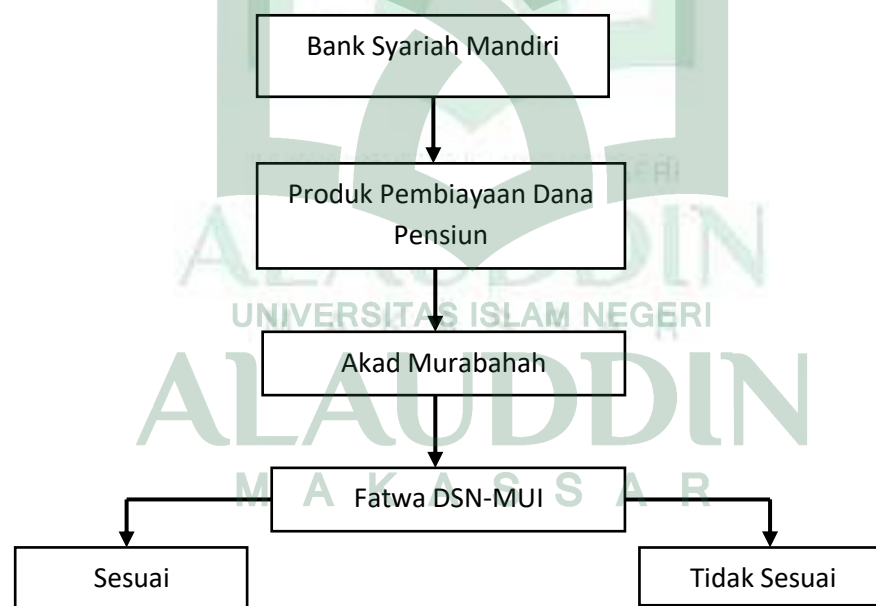 Bank Syariah Mandiri
Produk Pembiayaan Dana
Pensiun
UNIVERSITAS ISLAM NEGERI
Akad Murabahah
ALAUDDIN
MAKASSAR
Fatwa DSN-MUI
Sesuai
Tidak Sesuai